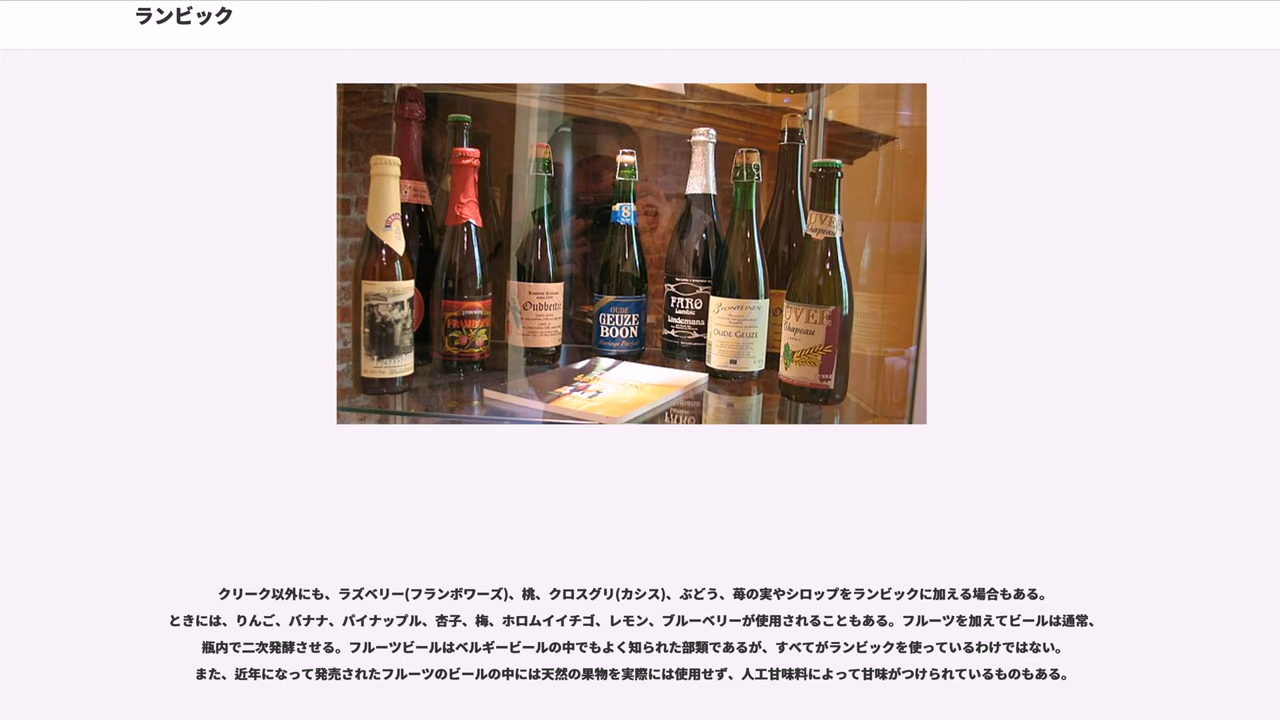 ランビック
8
FRAMBOISE
Oudbeitje
OUDE
GEUZE
BOON
Mariage Parfait
FARO
Lambic
Lindemans
3 FONTEINEN
OUDE GEUZE
CUVEE
Chapeau
FARO
クリーク以外にも、ラズベリー(フランボワーズ)、桃、クロスグリ(カシス)、ぶどう、苺の実やシロップをランビックに加える場合もある。
ときには、りんご、バナナ、パイナップル、杏子、梅、ホロムイイチゴ、レモン、ブルーベリーが使用されることもある。フルーツを加えてビールは通常、
瓶内で二次発酵させる。フルーツビールはベルギービールの中でもよく知られた部類であるが、すべてがランビックを使っているわけではない。
また、近年になって発売されたフルーツのビールの中には天然の果物を実際には使用せず、人工甘味料によって甘味がつけられているものもある。